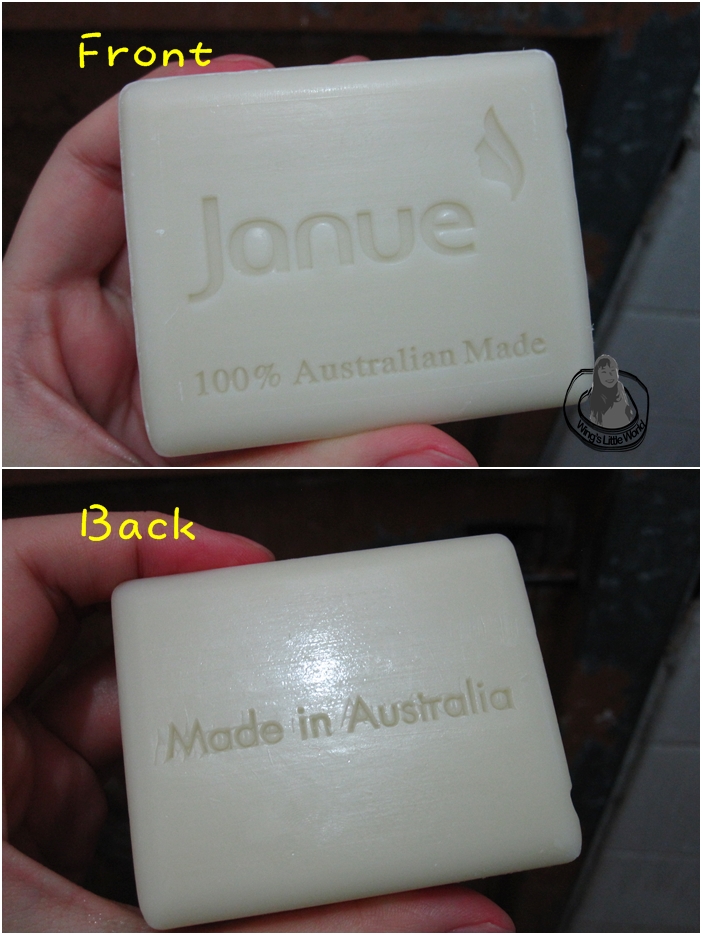 Front
Janue
100% Australian Made
Wing's Little World
Back
Made in Australia